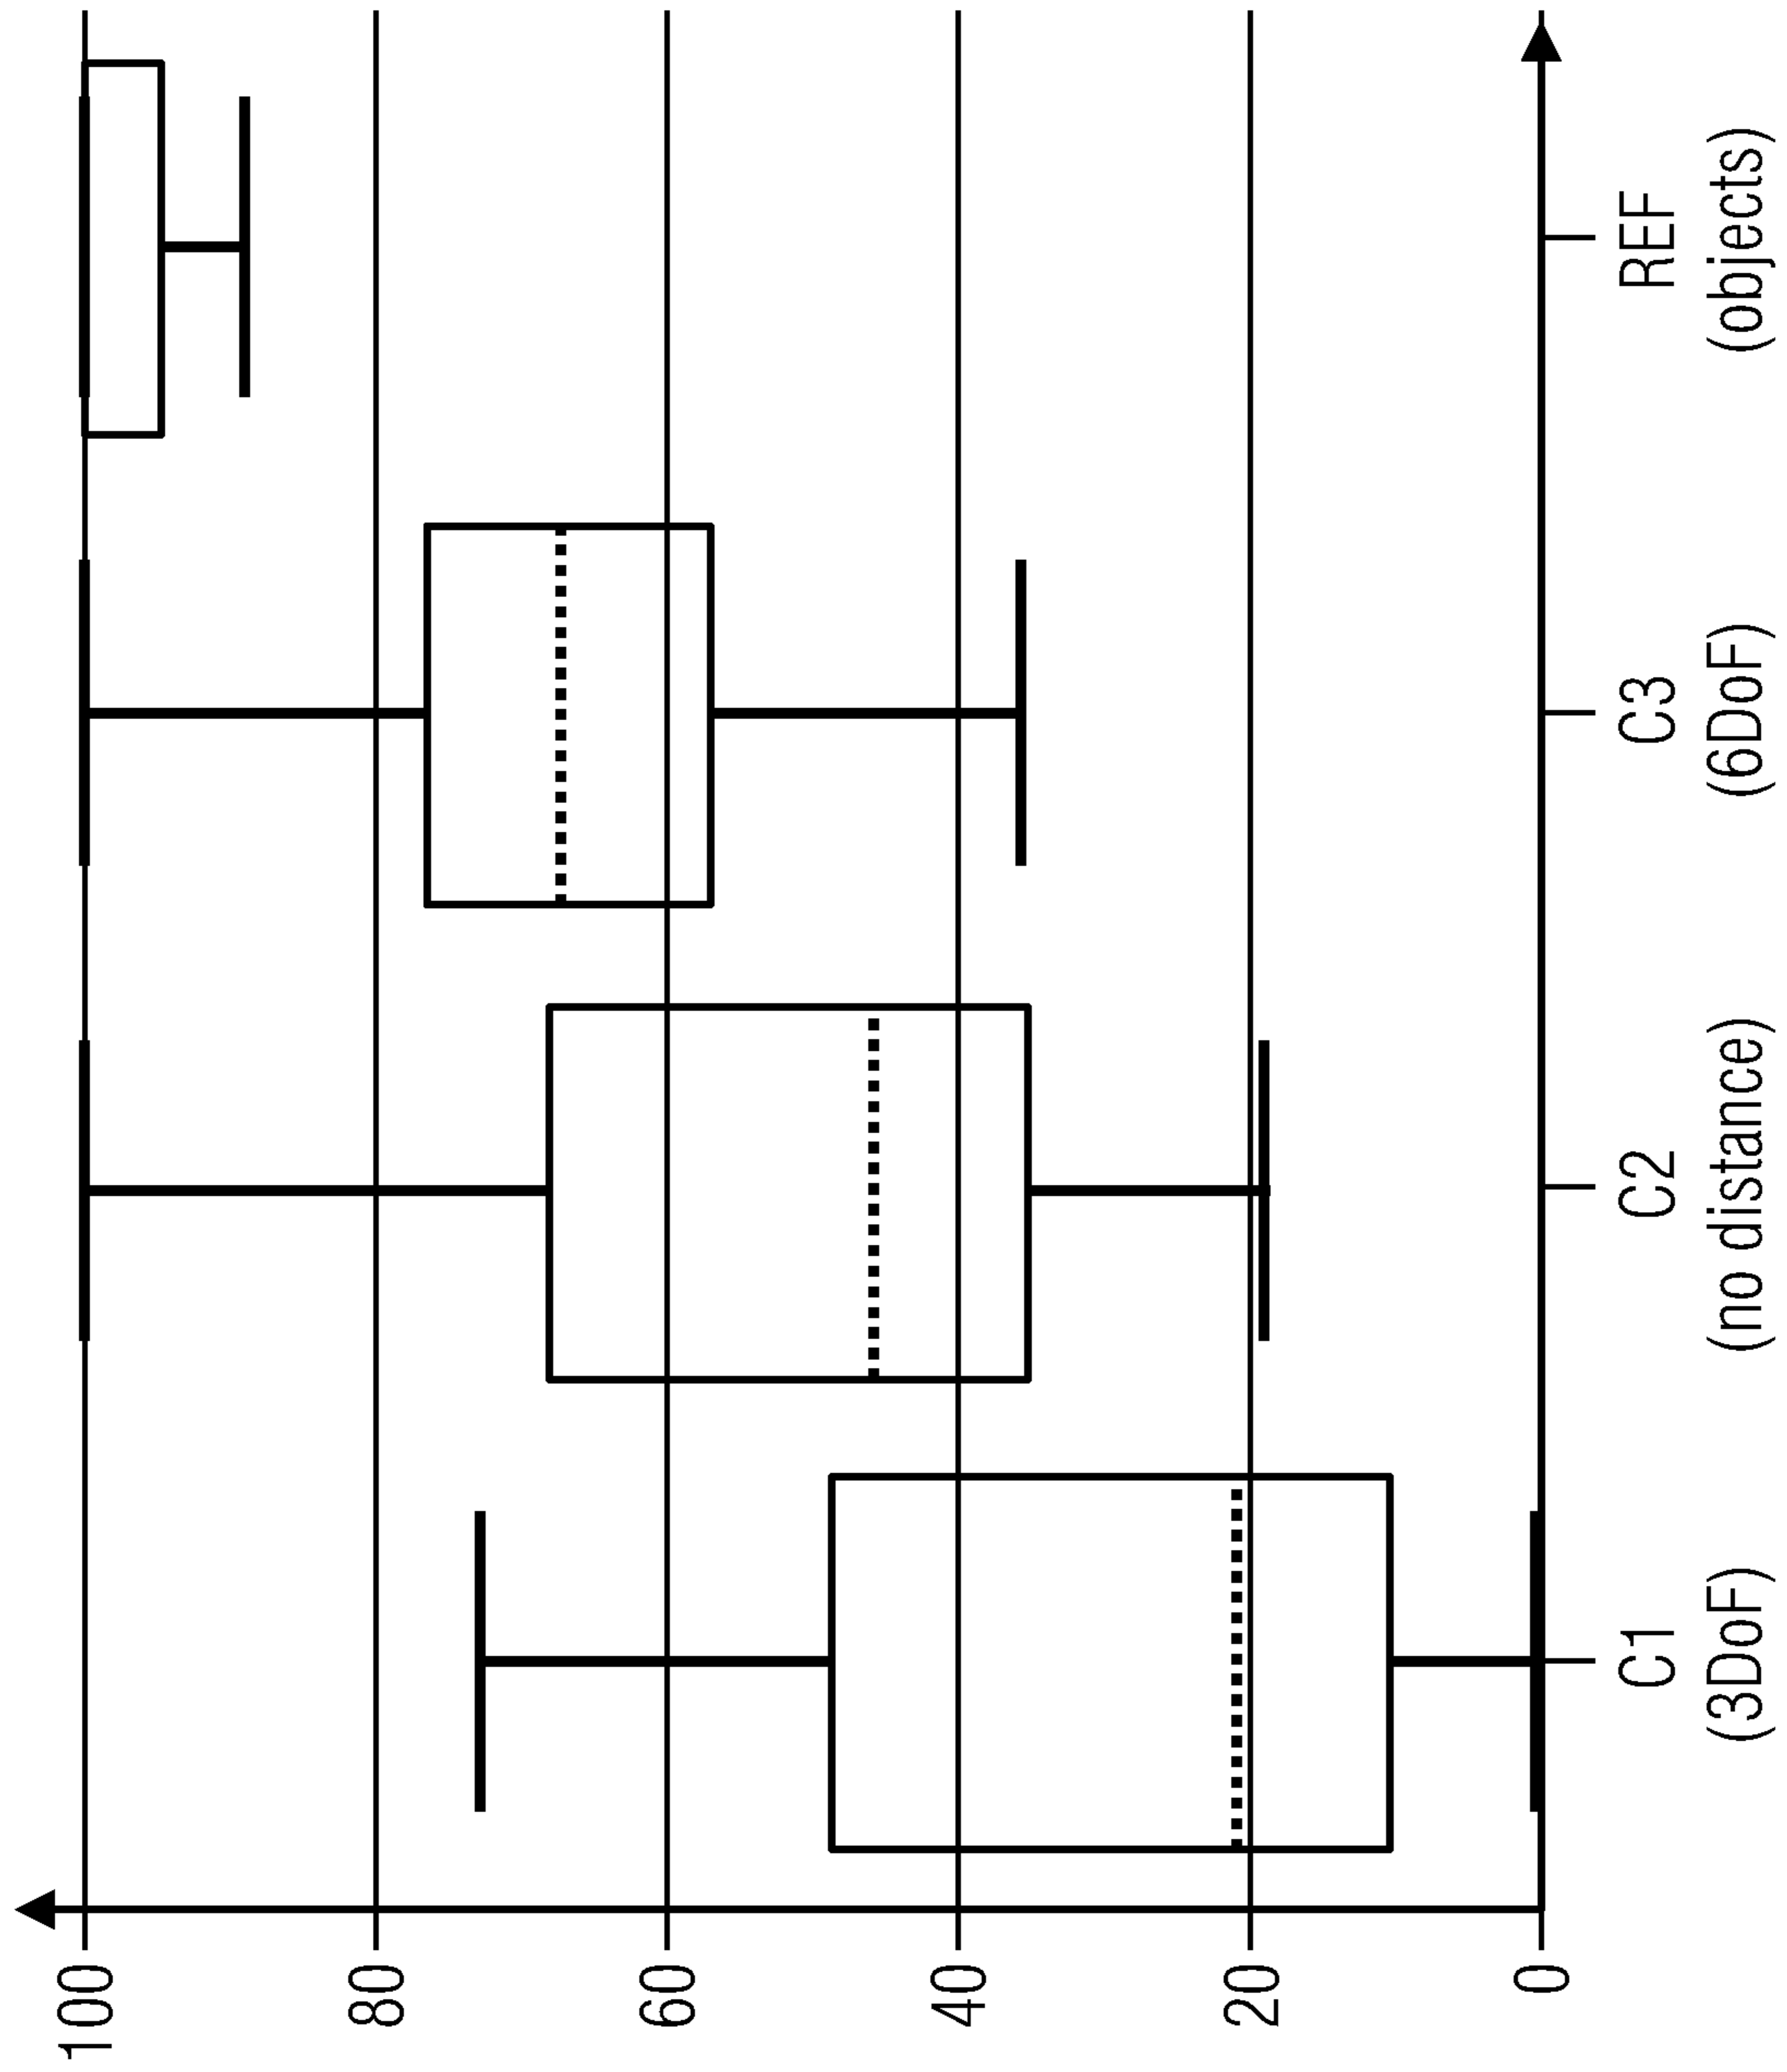 100
80
60
40
20
0
C1
(3DoF)
C2
(no distance)
C3
(6DoF)
REF
(objects)